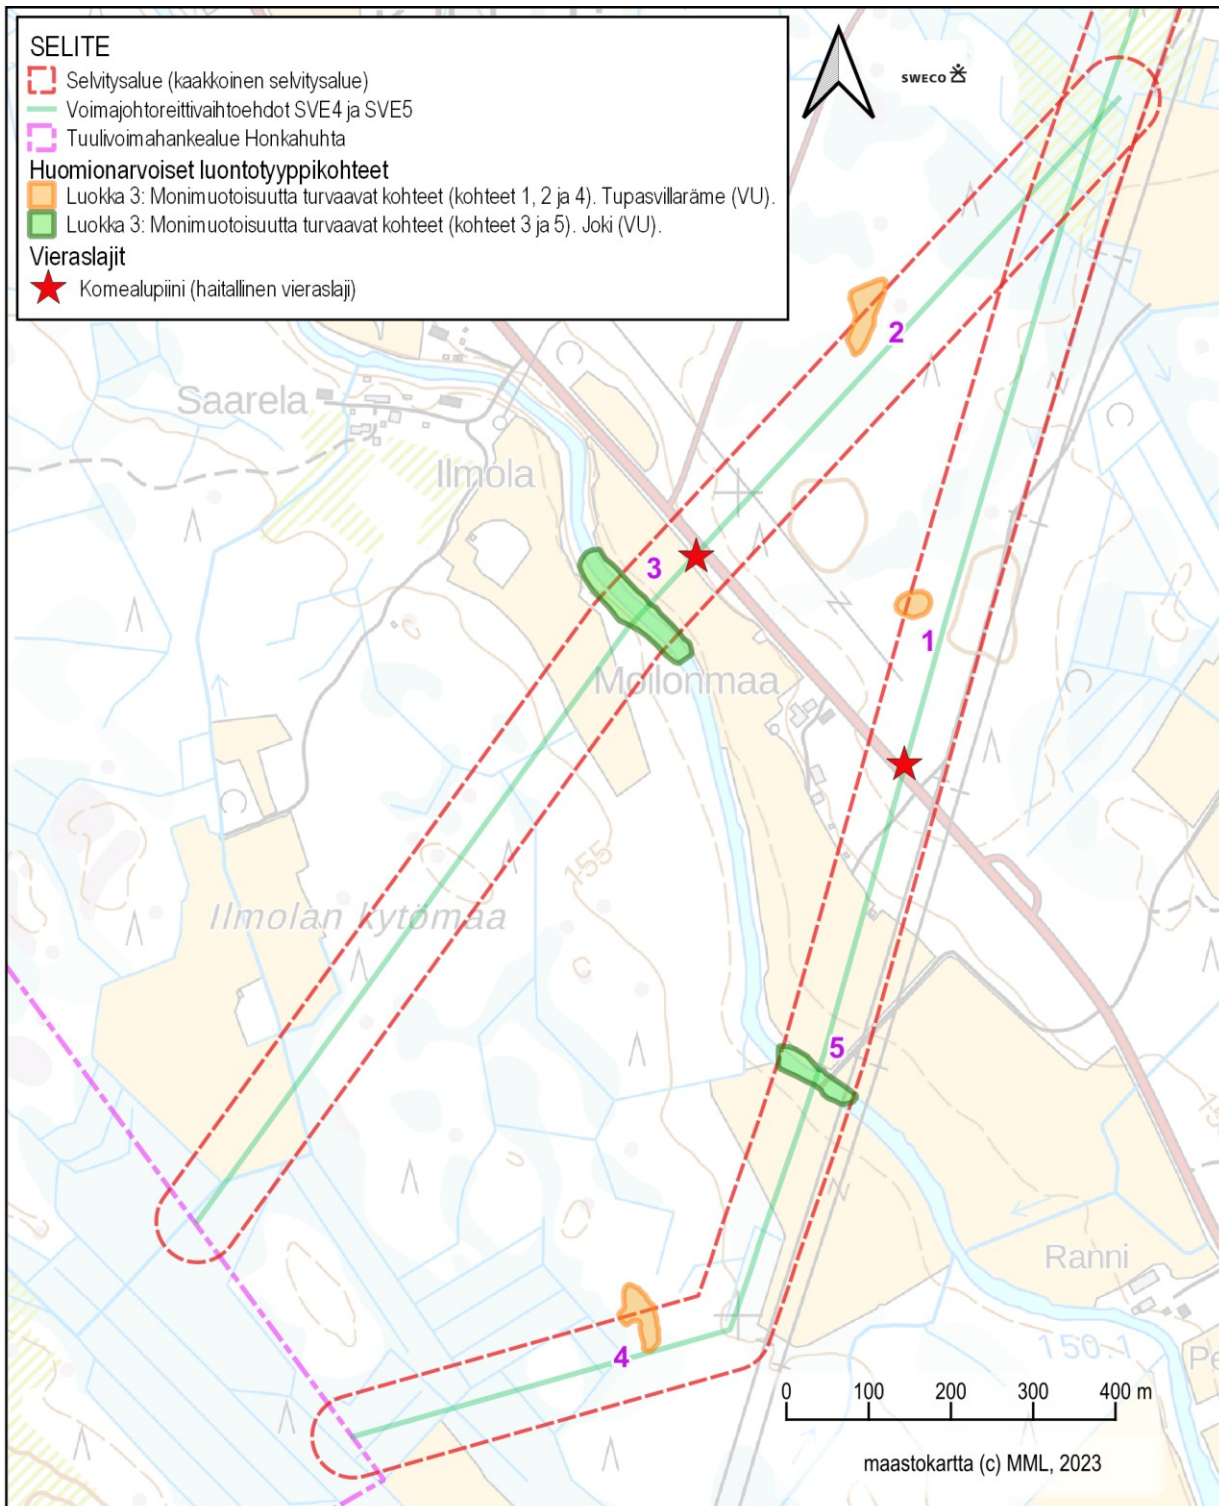 SELITE
Selvitysalue (kaakkoinen selvitysalue)
Voimajohtoreittivaihtoehdot SVE4 ja SVE5
Tuulivoimahankealue Honkahuhta
Huomionarvoiset luontotyyppikohteet
Luokka 3: Monimuotoisuutta turvaavat kohteet (kohteet 1, 2 ja 4). Tupasvillaräme (VU).
Luokka 3: Monimuotoisuutta turvaavat kohteet (kohteet 3 ja 5). Joki (VU).
Vieraslajit
Komealupiini (haitallinen vieraslaji)
SWECO
2
Saarela
Ilmola
3
1
Moilonmaa
155
Ilmolan kytömaa
5
Ranni
150.1
Pe
4
0 100 200 300 400 m
maastokartta (c) MML, 2023